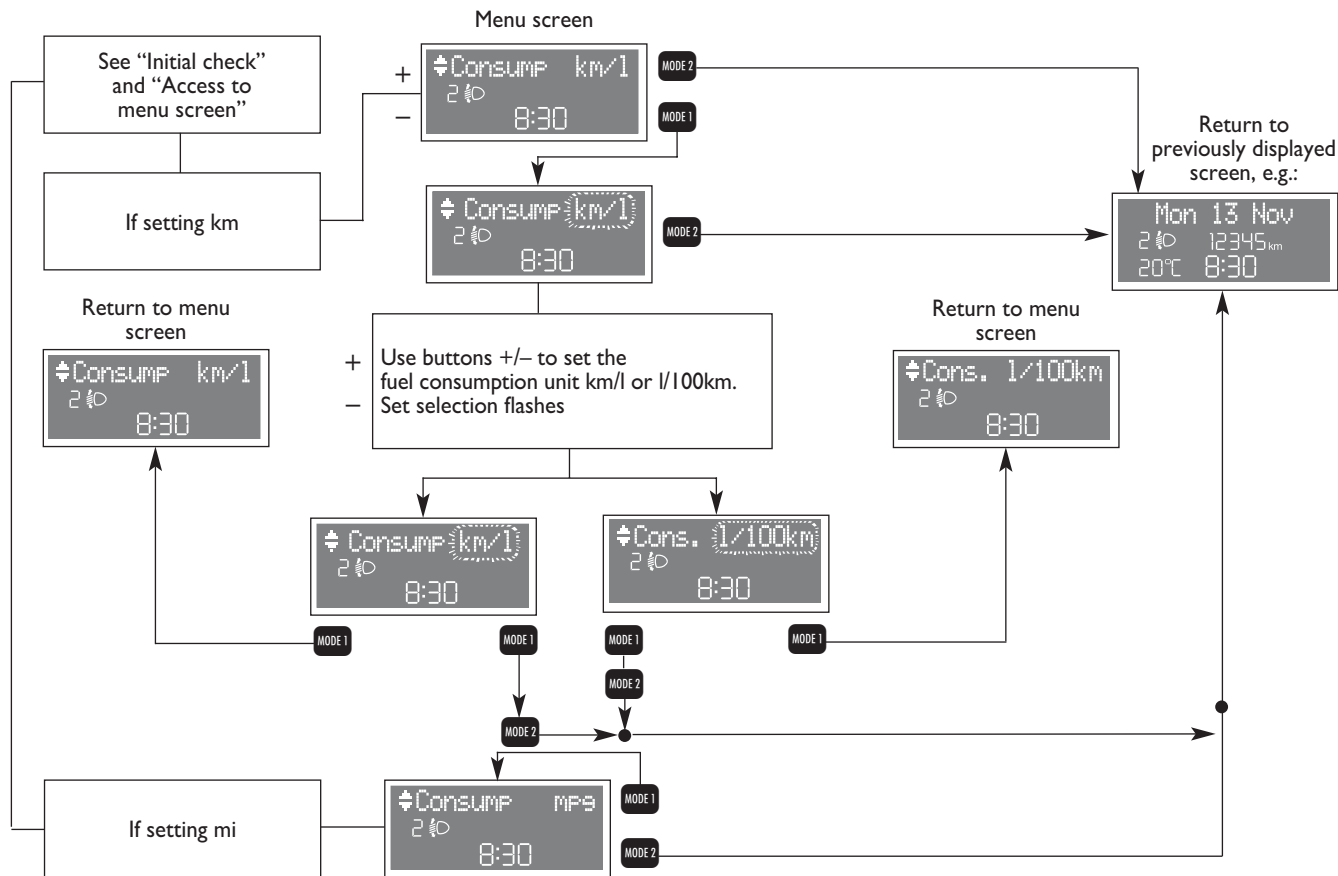 Menu screen
See “Initial check”
and “Access to
menu screen”
+
−
Consump km/l
2
8:30
MODE 2
MODE 1
If setting km
Consump km/l
2
8:30
MODE 2
Return to
previously displayed
screen, e.g.:
Mon 13 Nov
2 12345 km
20°C 8:30
Return to menu
screen
Consump km/l
2
8:30
+
−
Use buttons +/– to set the
fuel consumption unit km/l or l/100km.
Set selection flashes
Return to menu
screen
Cons. l/100km
2
8:30
Consump km/l
2
8:30
Cons. l/100km
2
8:30
MODE 1
MODE 1
MODE 1
MODE 1
MODE 2
MODE 2
If setting mi
Consump mpg
2
8:30
MODE 1
MODE 2